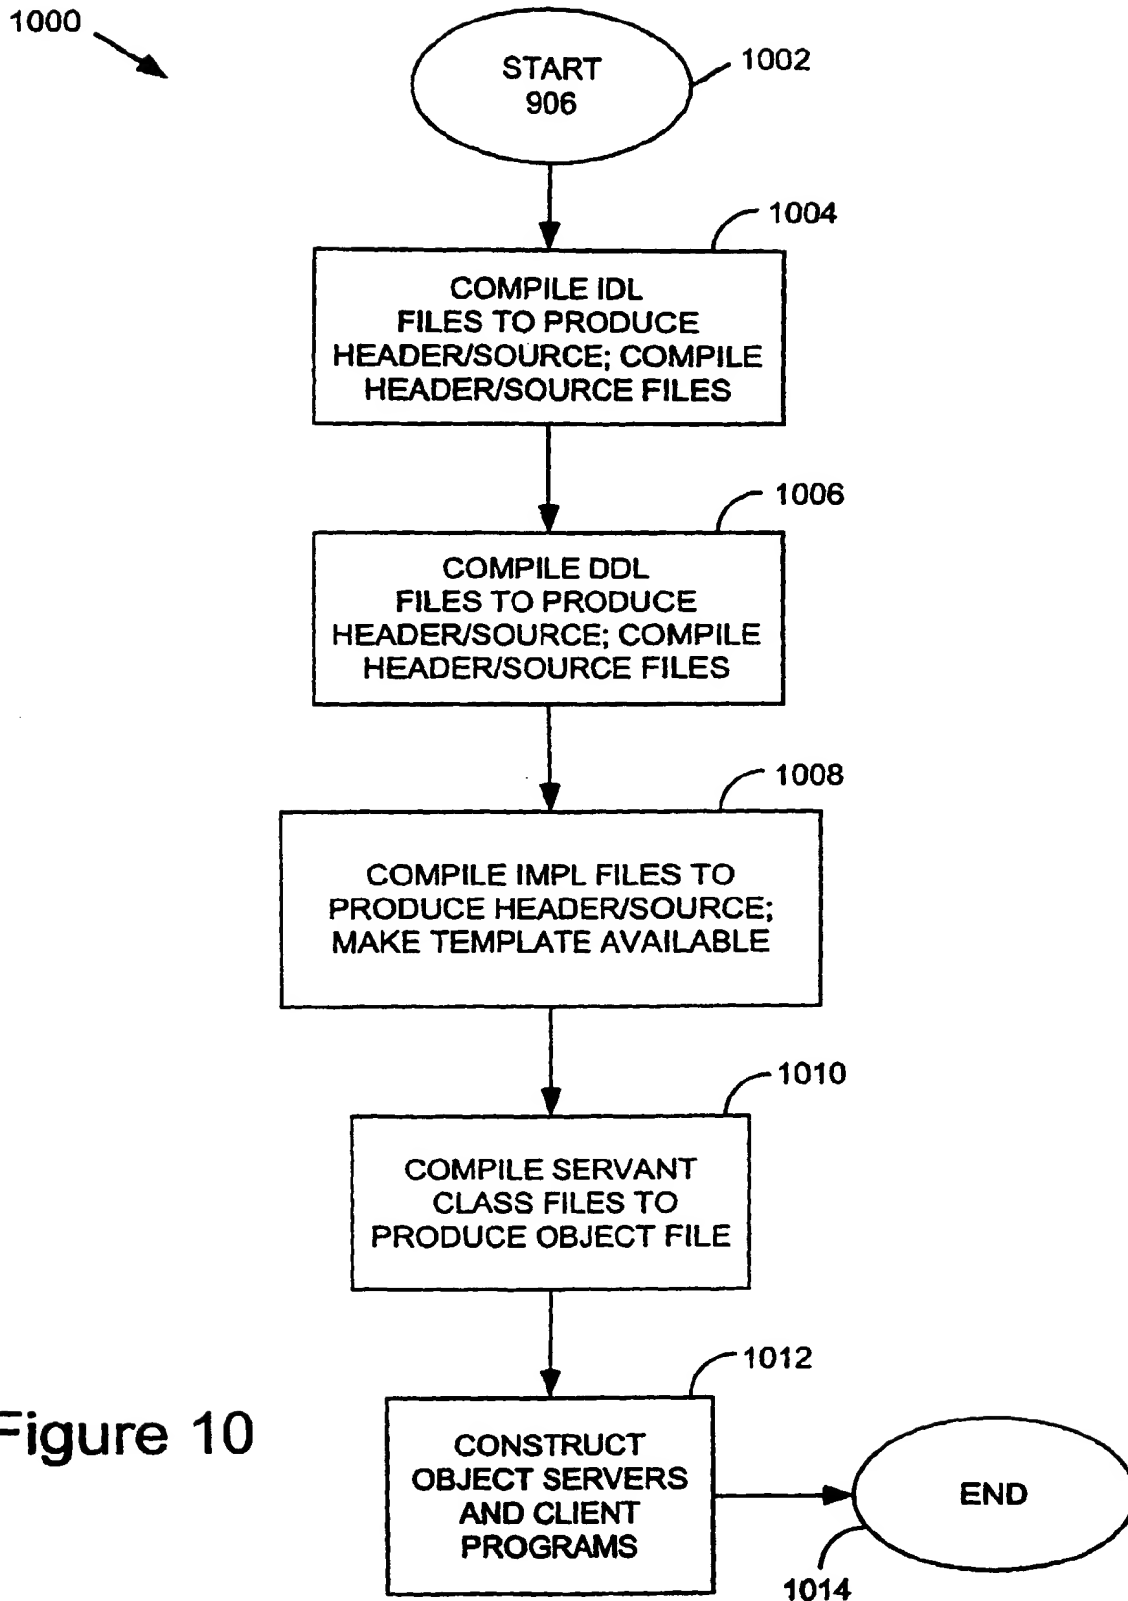 1000
START
906
1002
1004
COMPILE IDL
FILES TO PRODUCE
HEADER/SOURCE; COMPILE
HEADER/SOURCE FILES
1006
COMPILE DDL
FILES TO PRODUCE
HEADER/SOURCE; COMPILE
HEADER/SOURCE FILES
1008
COMPILE IMPL FILES TO
PRODUCE HEADER/SOURCE;
MAKE TEMPLATE AVAILABLE
1010
COMPILE SERVANT
CLASS FILES TO
PRODUCE OBJECT FILE
1012
CONSTRUCT
OBJECT SERVERS
AND CLIENT
PROGRAMS
END
1014
Figure 10